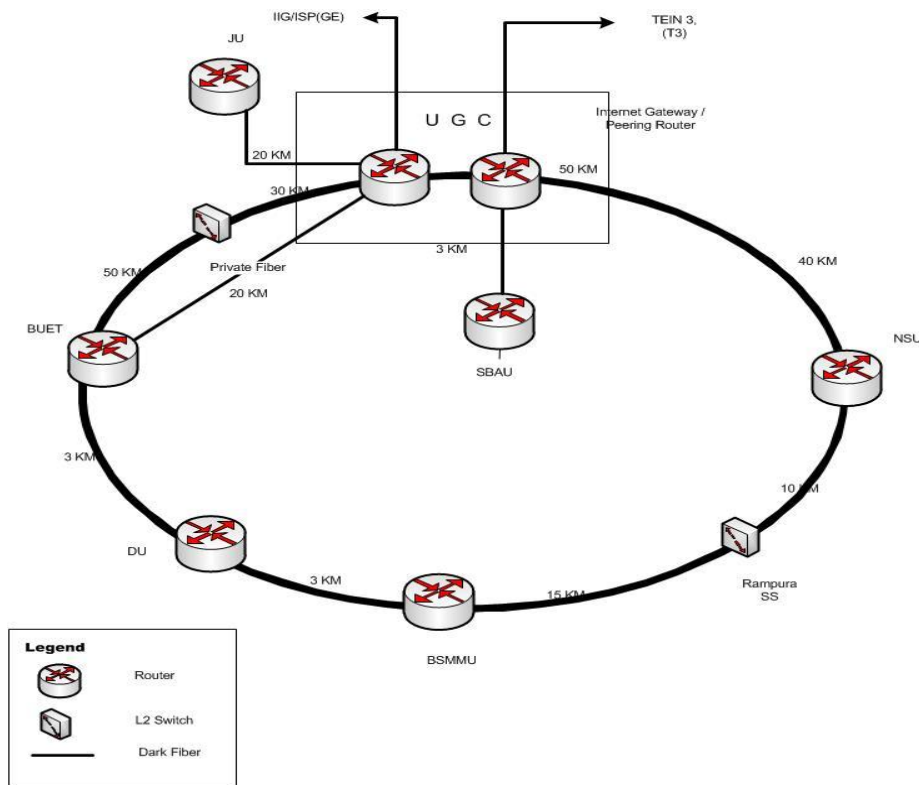 IIG/ISP(GE)
TEIN 3,
(T3)
JU
U G C
Internet Gateway /
Peering Router
20 KM
50 KM
30 KM
3 KM
Private Fiber
40 KM
50 KM
20 KM
BUET
NSU
SBAU
3 KM
10 KM
DU
3 KM
Rampura
SS
15 KM
BSMMU
Legend
Router
L2 Switch
Dark Fiber